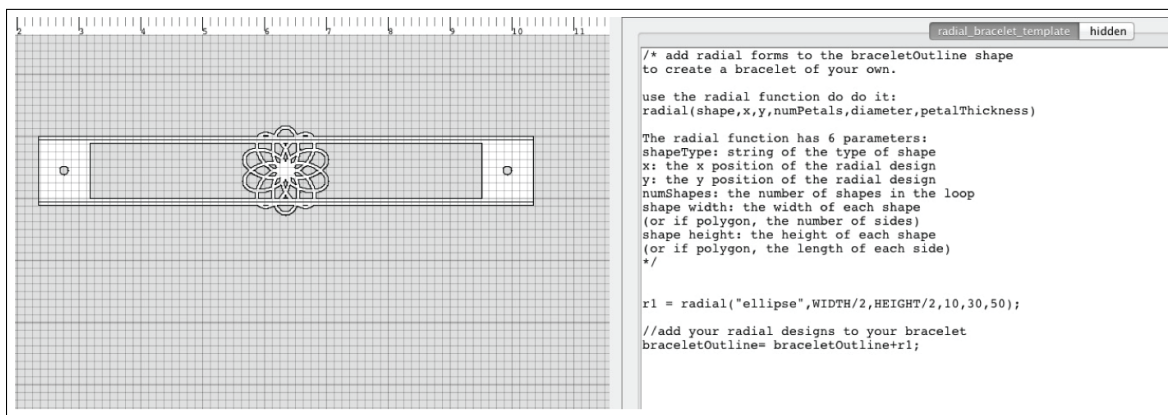 2 3 4 5 6 7 8 9 10 11
radial_bracelet_template hidden
/* add radial forms to the braceletOutline shape
to create a bracelet of your own.
use the radial function do do it:
radial(shape,x,y,numPetals,diameter,petalThickness)
The radial function has 6 parameters:
shapeType: string of the type of shape
x: the x position of the radial design
y: the y position of the radial design
numShapes: the number of shapes in the loop
shape width: the width of each shape
(or if polygon, the number of sides)
shape height: the height of each shape
(or if polygon, the length of each side)
*/
r1 = radial("ellipse",WIDTH/2,HEIGHT/2,10,30,50);
//add your radial designs to your bracelet
braceletOutline= braceletOutline+r1;